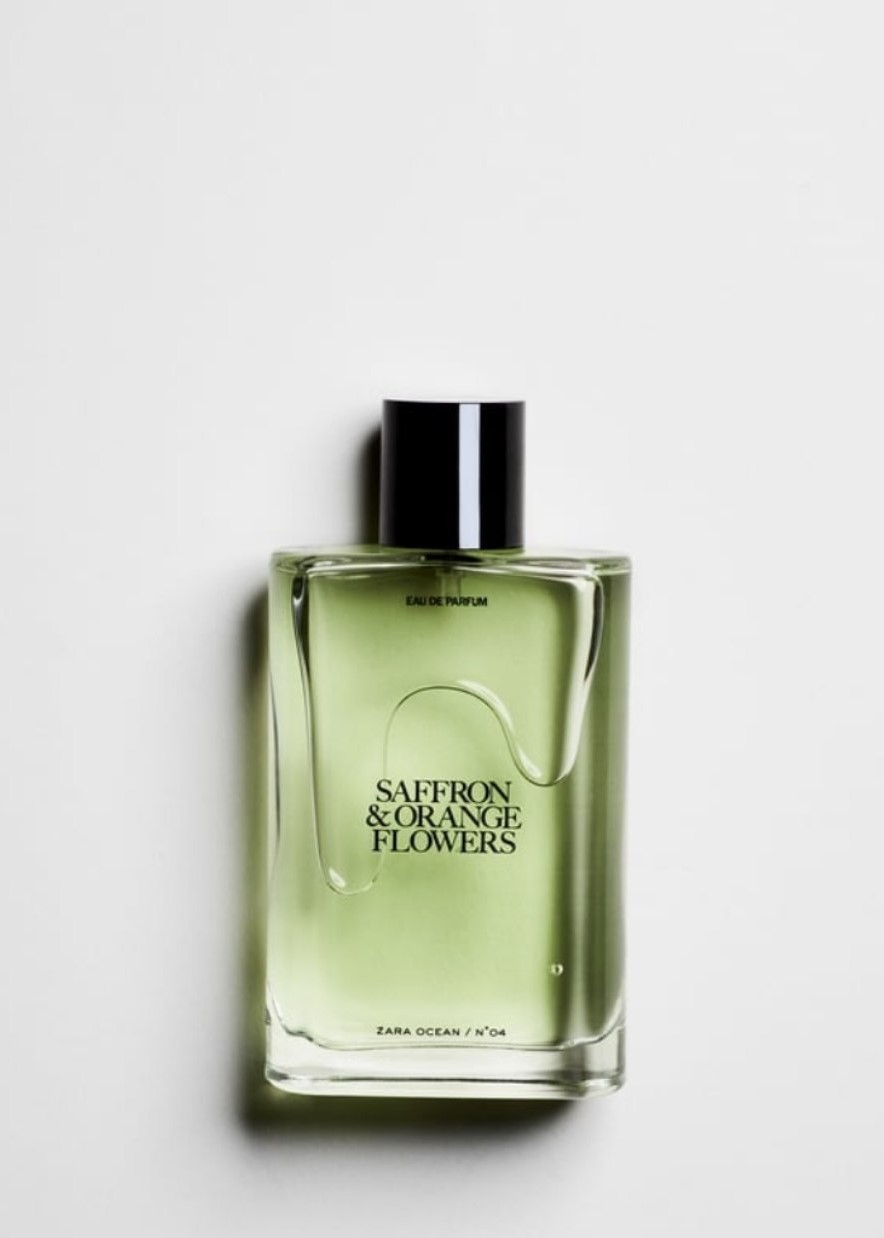 EAU DE PARFUM
SAFFRON
& ORANGE
FLOWERS
ZARA OCEAN / N°04